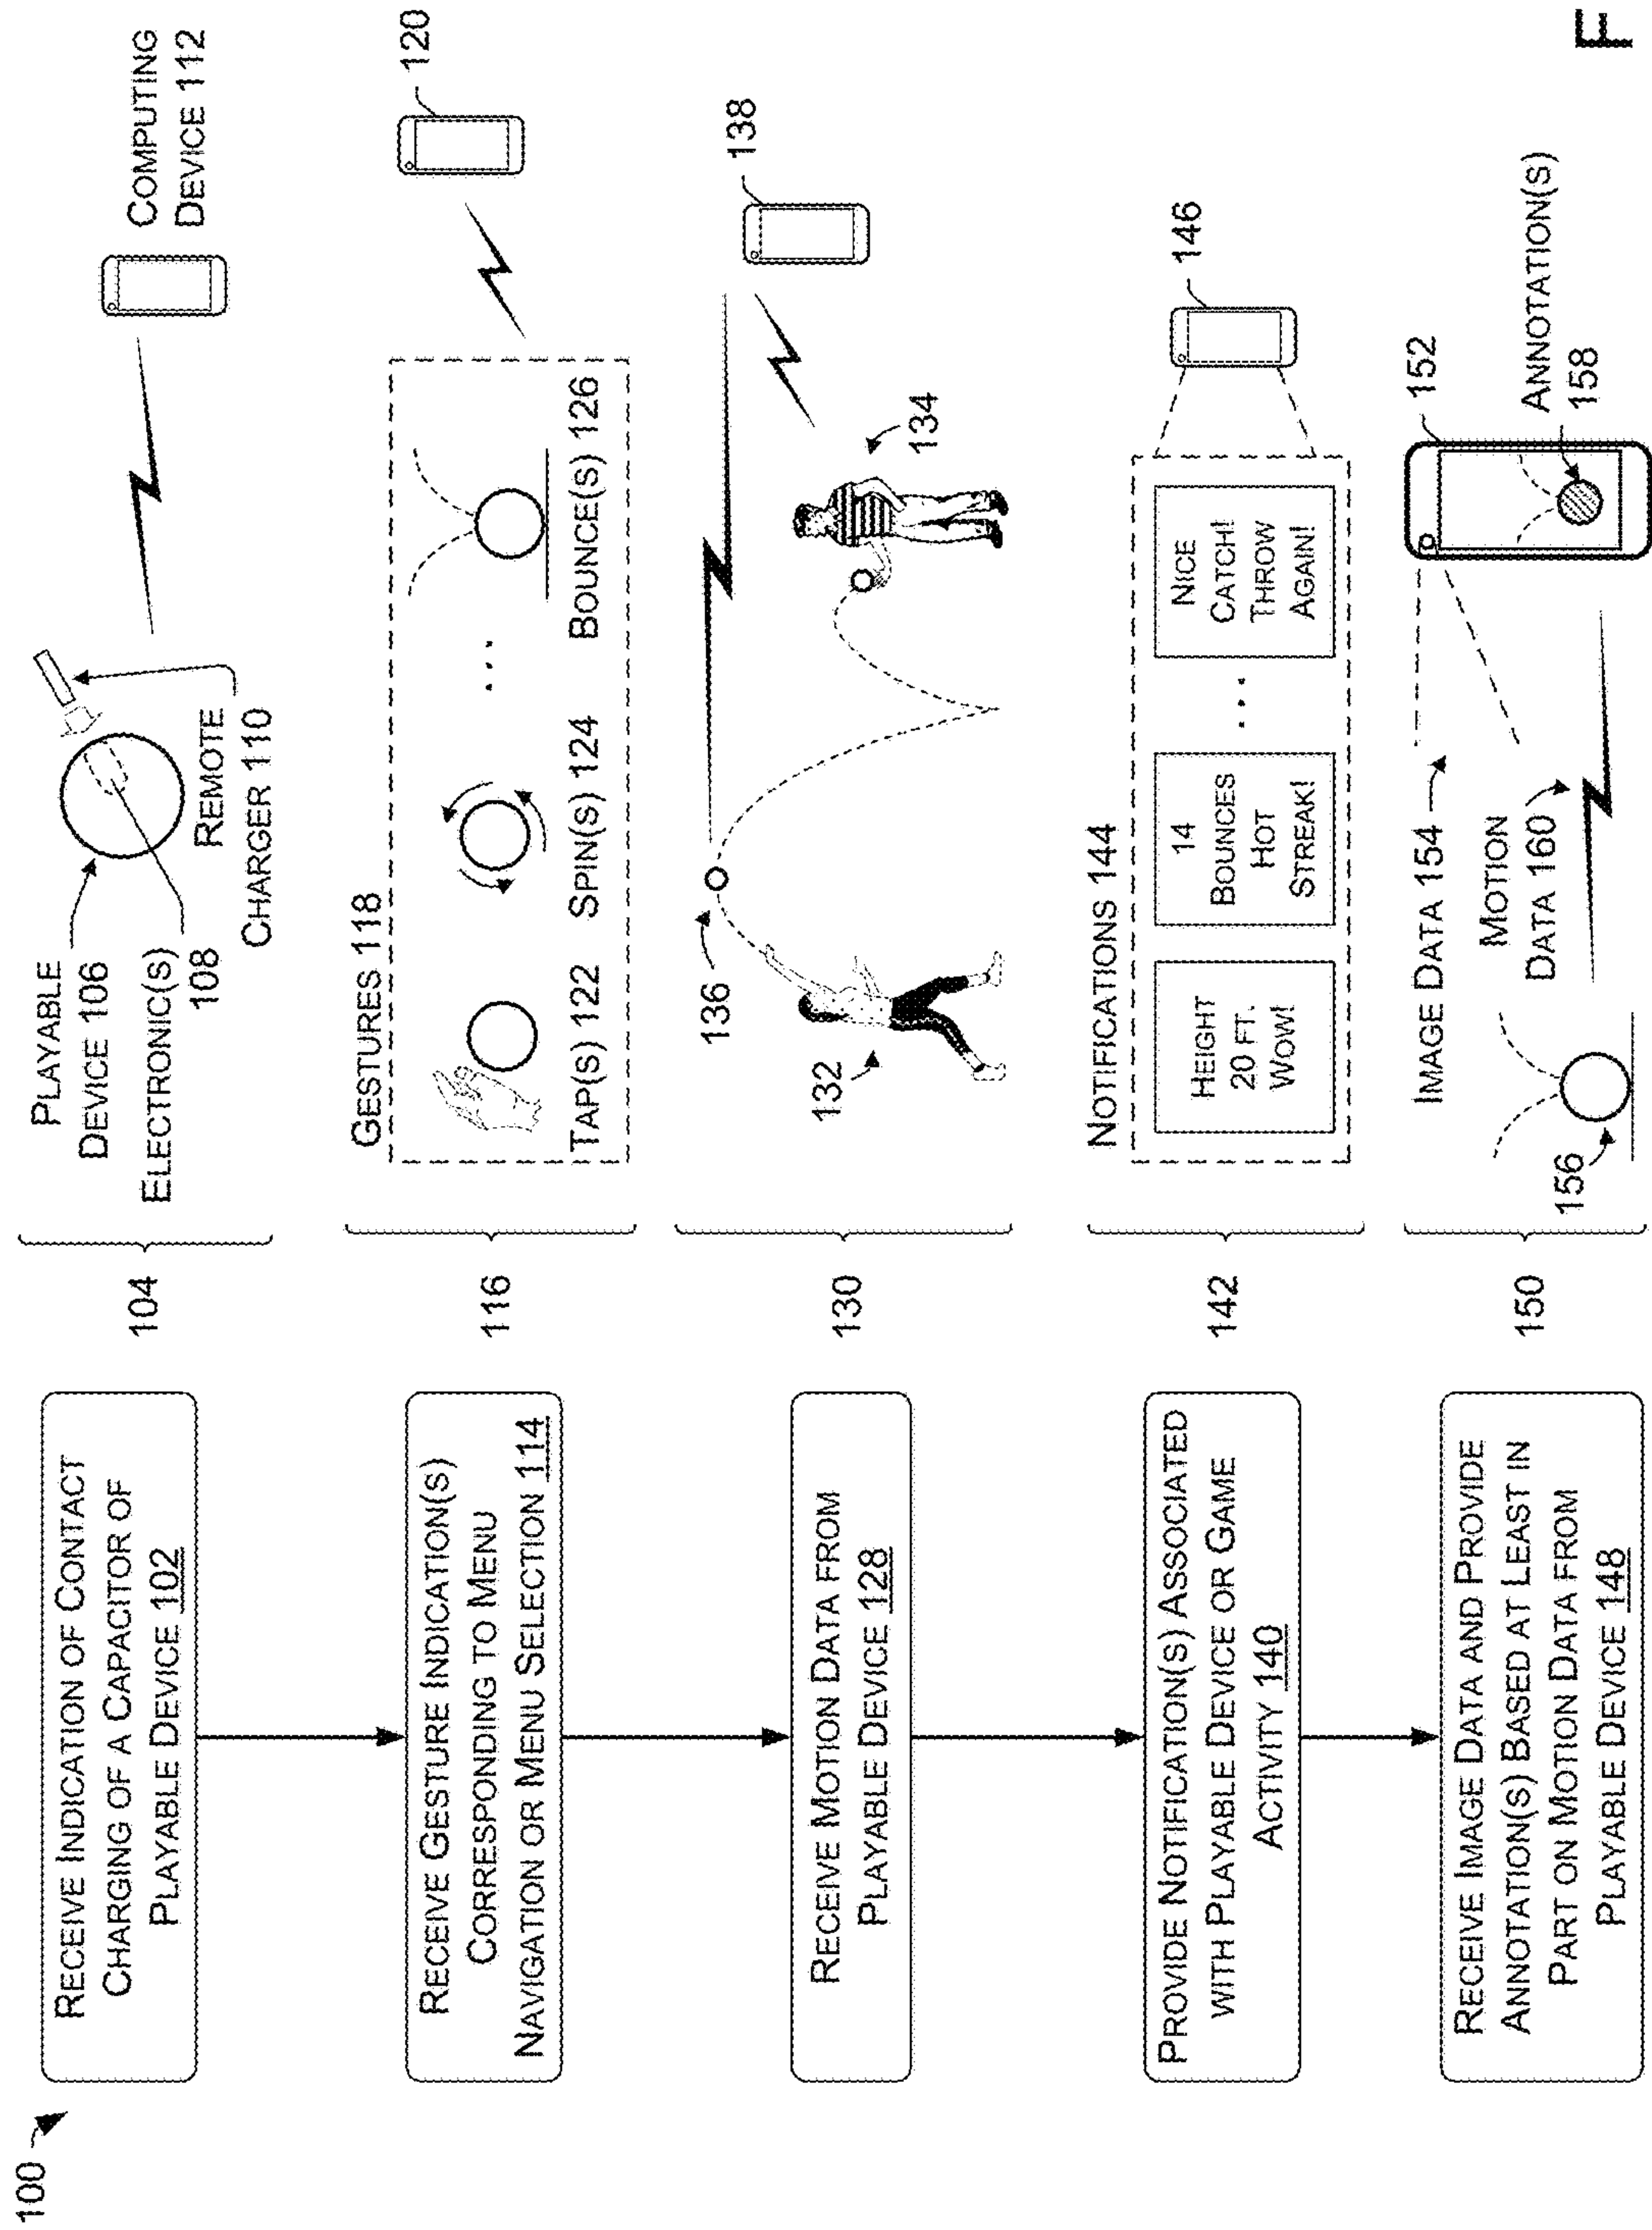 100
RECEIVE INDICATION OF CONTACT
CHARGING OF A CAPACITOR OF
PLAYABLE DEVICE 102
104
PLAYABLE
DEVICE 106
ELECTRONIC(S)
108
REMOTE
CHARGER 110
COMPUTING
DEVICE 112
RECEIVE GESTURE INDICATION(S)
CORRESPONDING TO MENU
NAVIGATION OR MENU SELECTION 114
116
GESTURES 118
TAP(S) 122
SPIN(S) 124
...
BOUNCE(S) 126
120
RECEIVE MOTION DATA FROM
PLAYABLE DEVICE 128
130
132
136
134
138
PROVIDE NOTIFICATION(S) ASSOCIATED
WITH PLAYABLE DEVICE OR GAME
ACTIVITY 140
142
NOTIFICATIONS 144
HEIGHT
20 FT.
WOW!
14
BOUNCES
HOT
STREAK!
...
NICE
CATCH!
THROW
AGAIN!
146
RECEIVE IMAGE DATA AND PROVIDE
ANNOTATION(S) BASED AT LEAST IN
PART ON MOTION DATA FROM
PLAYABLE DEVICE 148
150
156
IMAGE DATA 154
MOTION
DATA 160
152
ANNOTATION(S)
158
F